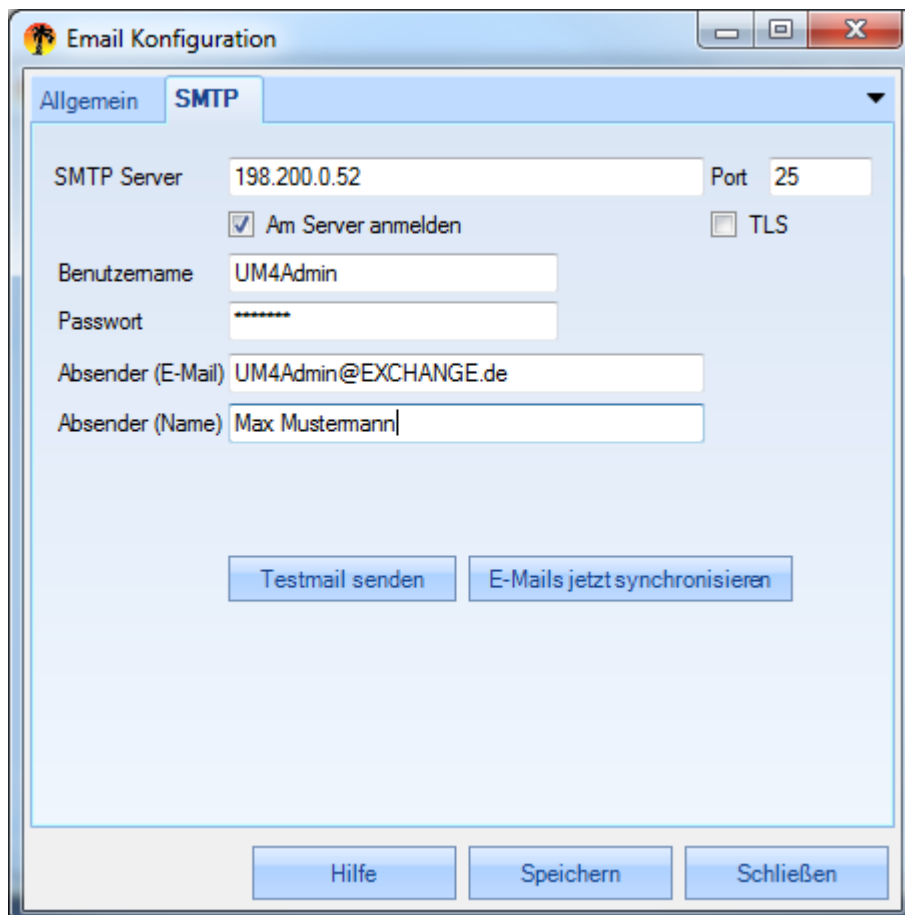 Email Konfiguration
Allgemein SMTP
SMTP Server 198.200.0.52 Port 25
Am Server anmelden TLS
Benutzername UM4Admin
Passwort *******
Absender (E-Mail) UM4Admin@EXCHANGE.de
Absender (Name) Max Mustermann
Testmail senden E-Mails jetzt synchronisieren
Hilfe Speichern Schließen